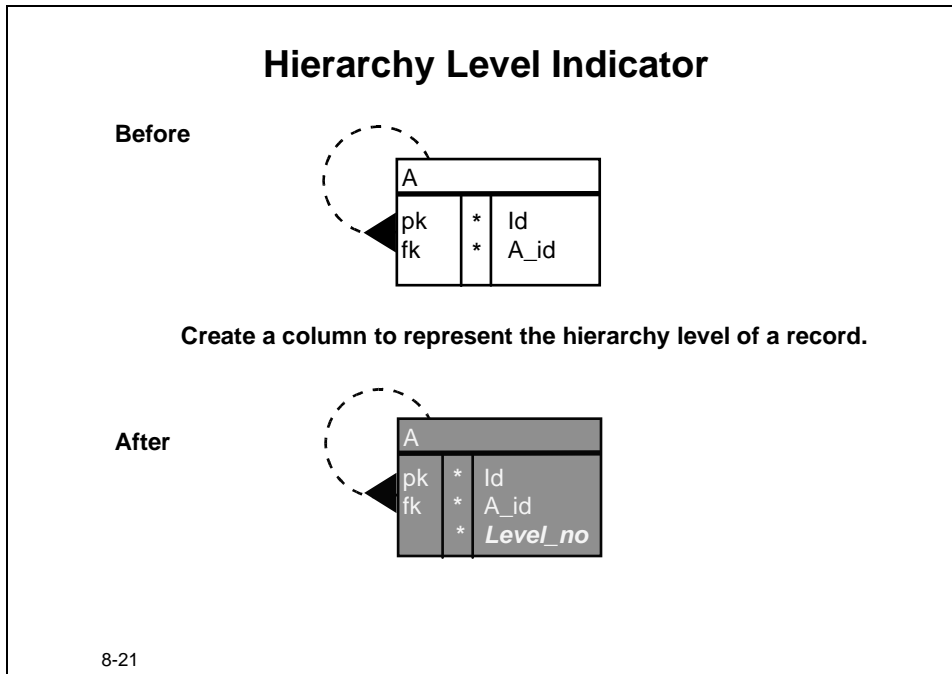 Hierarchy Level Indicator
Before
A
pk * Id
fk * A_id
Create a column to represent the hierarchy level of a record.
After
A
pk * Id
fk * A_id
* Level_no
8-21